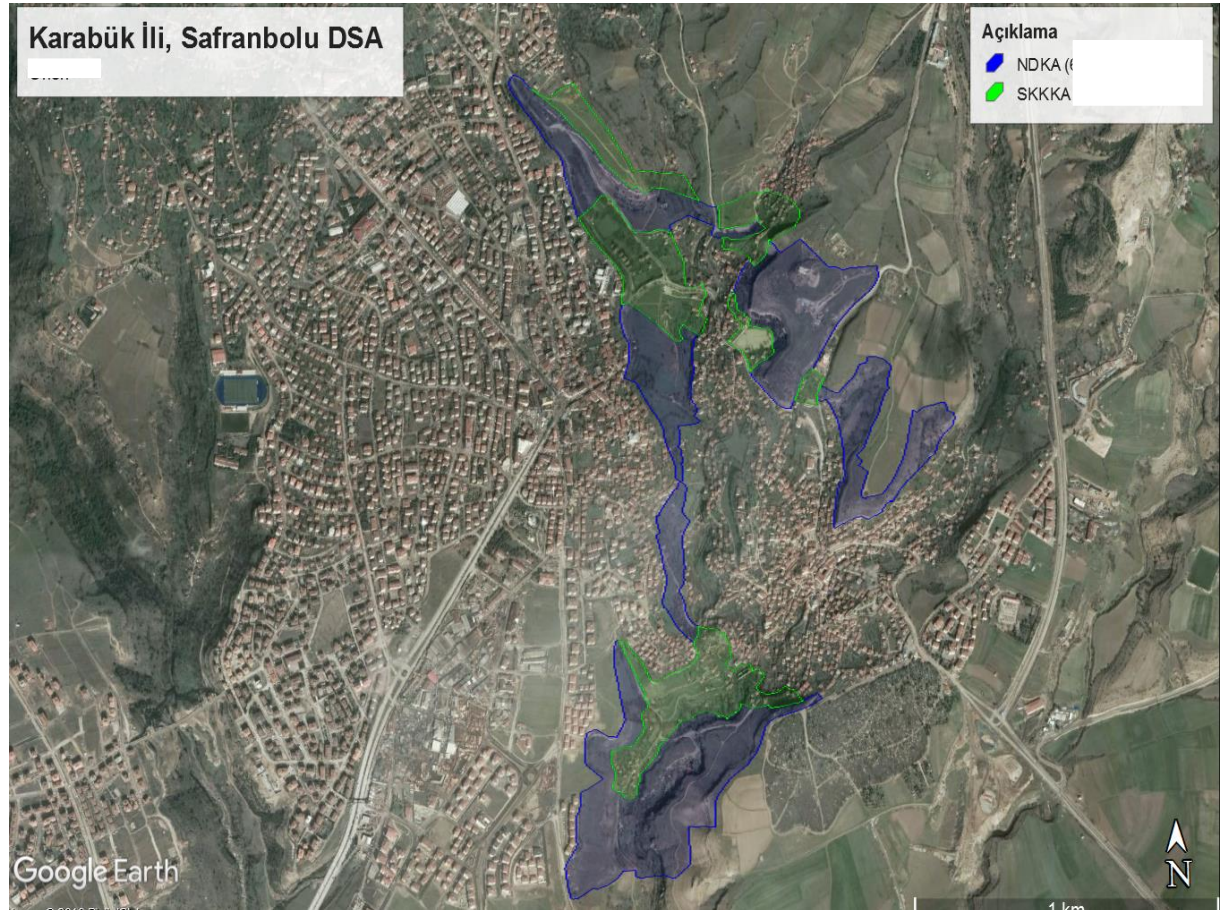 Karabük İli, Safranbolu DSA
Açıklama
NDKA
SKKKA
Google Earth
N
1 km